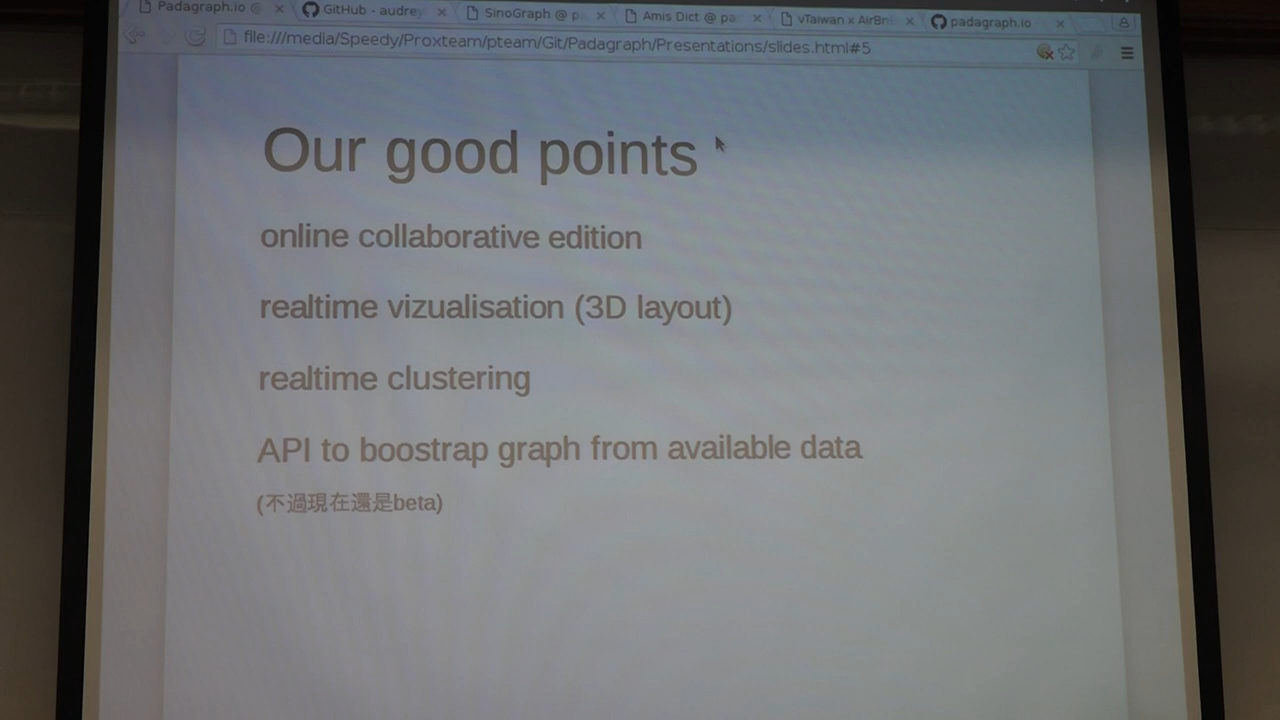 Padagraph.io @
GitHub - audrey
SinoGraph @ p
Amis Dict @ pa
vTaiwan x AirBn
padagraph.io
file:///media/Speedy/Proxteam/pteam/Git/Padagraph/Presentations/slides.html#5
Our good points
online collaborative edition
realtime vizualisation (3D layout)
realtime clustering
API to boostrap graph from available data
(不過現在還是beta)